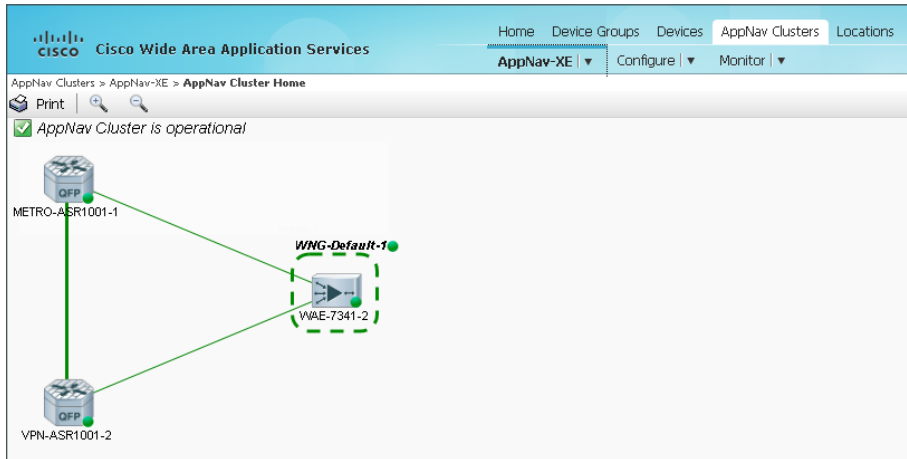 Home Device Groups Devices AppNav Clusters Locations
CISCO Cisco Wide Area Application Services
AppNav-XE Configure Monitor
AppNav Clusters > AppNav-XE > AppNav Cluster Home
Print
AppNav Cluster is operational
QFP
METRO-ASR1001-1
WNG-Default-1
WAE-7341-2
QFP
VPN-ASR1001-2